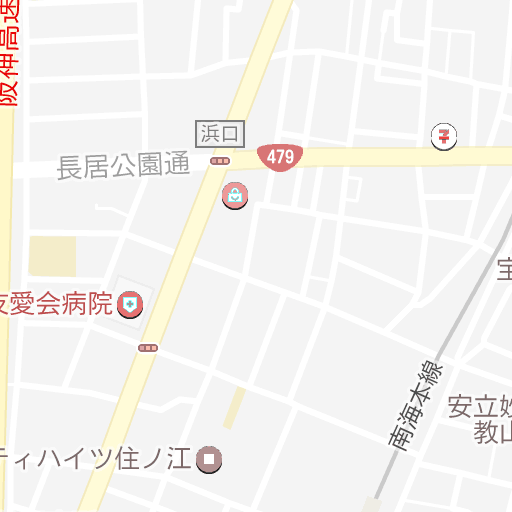 阪神高速
浜口
長居公園通
479
宝
友愛会病院
南海本線
安立妙
教山
ティハイツ住ノ江